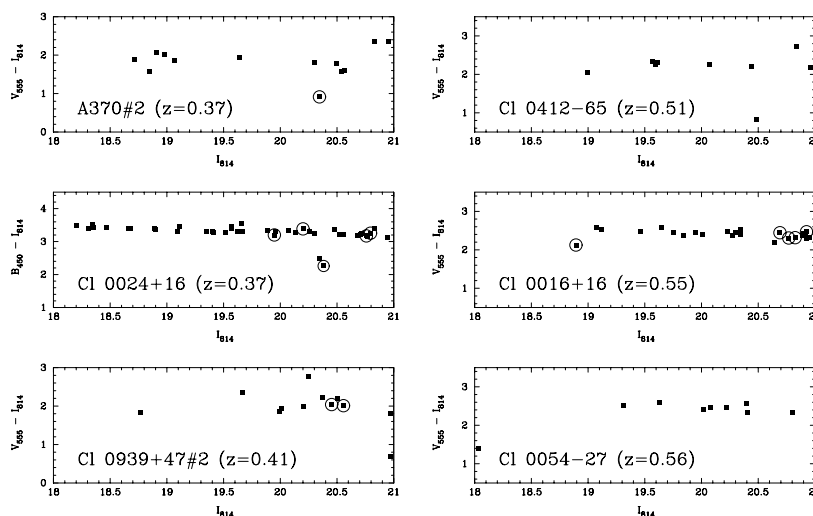 3
2
1
0
V555 − I814
A370#2 (z=0.37)
18 18.5 19 19.5 20 20.5 21
I814
3
2
1
V555 − I814
Cl 0412−65 (z=0.51)
18 18.5 19 19.5 20 20.5 21
I814
4
3
2
1
B450 − I814
Cl 0024+16 (z=0.37)
18 18.5 19 19.5 20 20.5 21
I814
3
2
1
V555 − I814
Cl 0016+16 (z=0.55)
18 18.5 19 19.5 20 20.5 21
I814
3
2
1
0
V555 − I814
Cl 0939+47#2 (z=0.41)
18 18.5 19 19.5 20 20.5 21
I814
3
2
1
V555 − I814
Cl 0054−27 (z=0.56)
18 18.5 19 19.5 20 20.5 21
I814